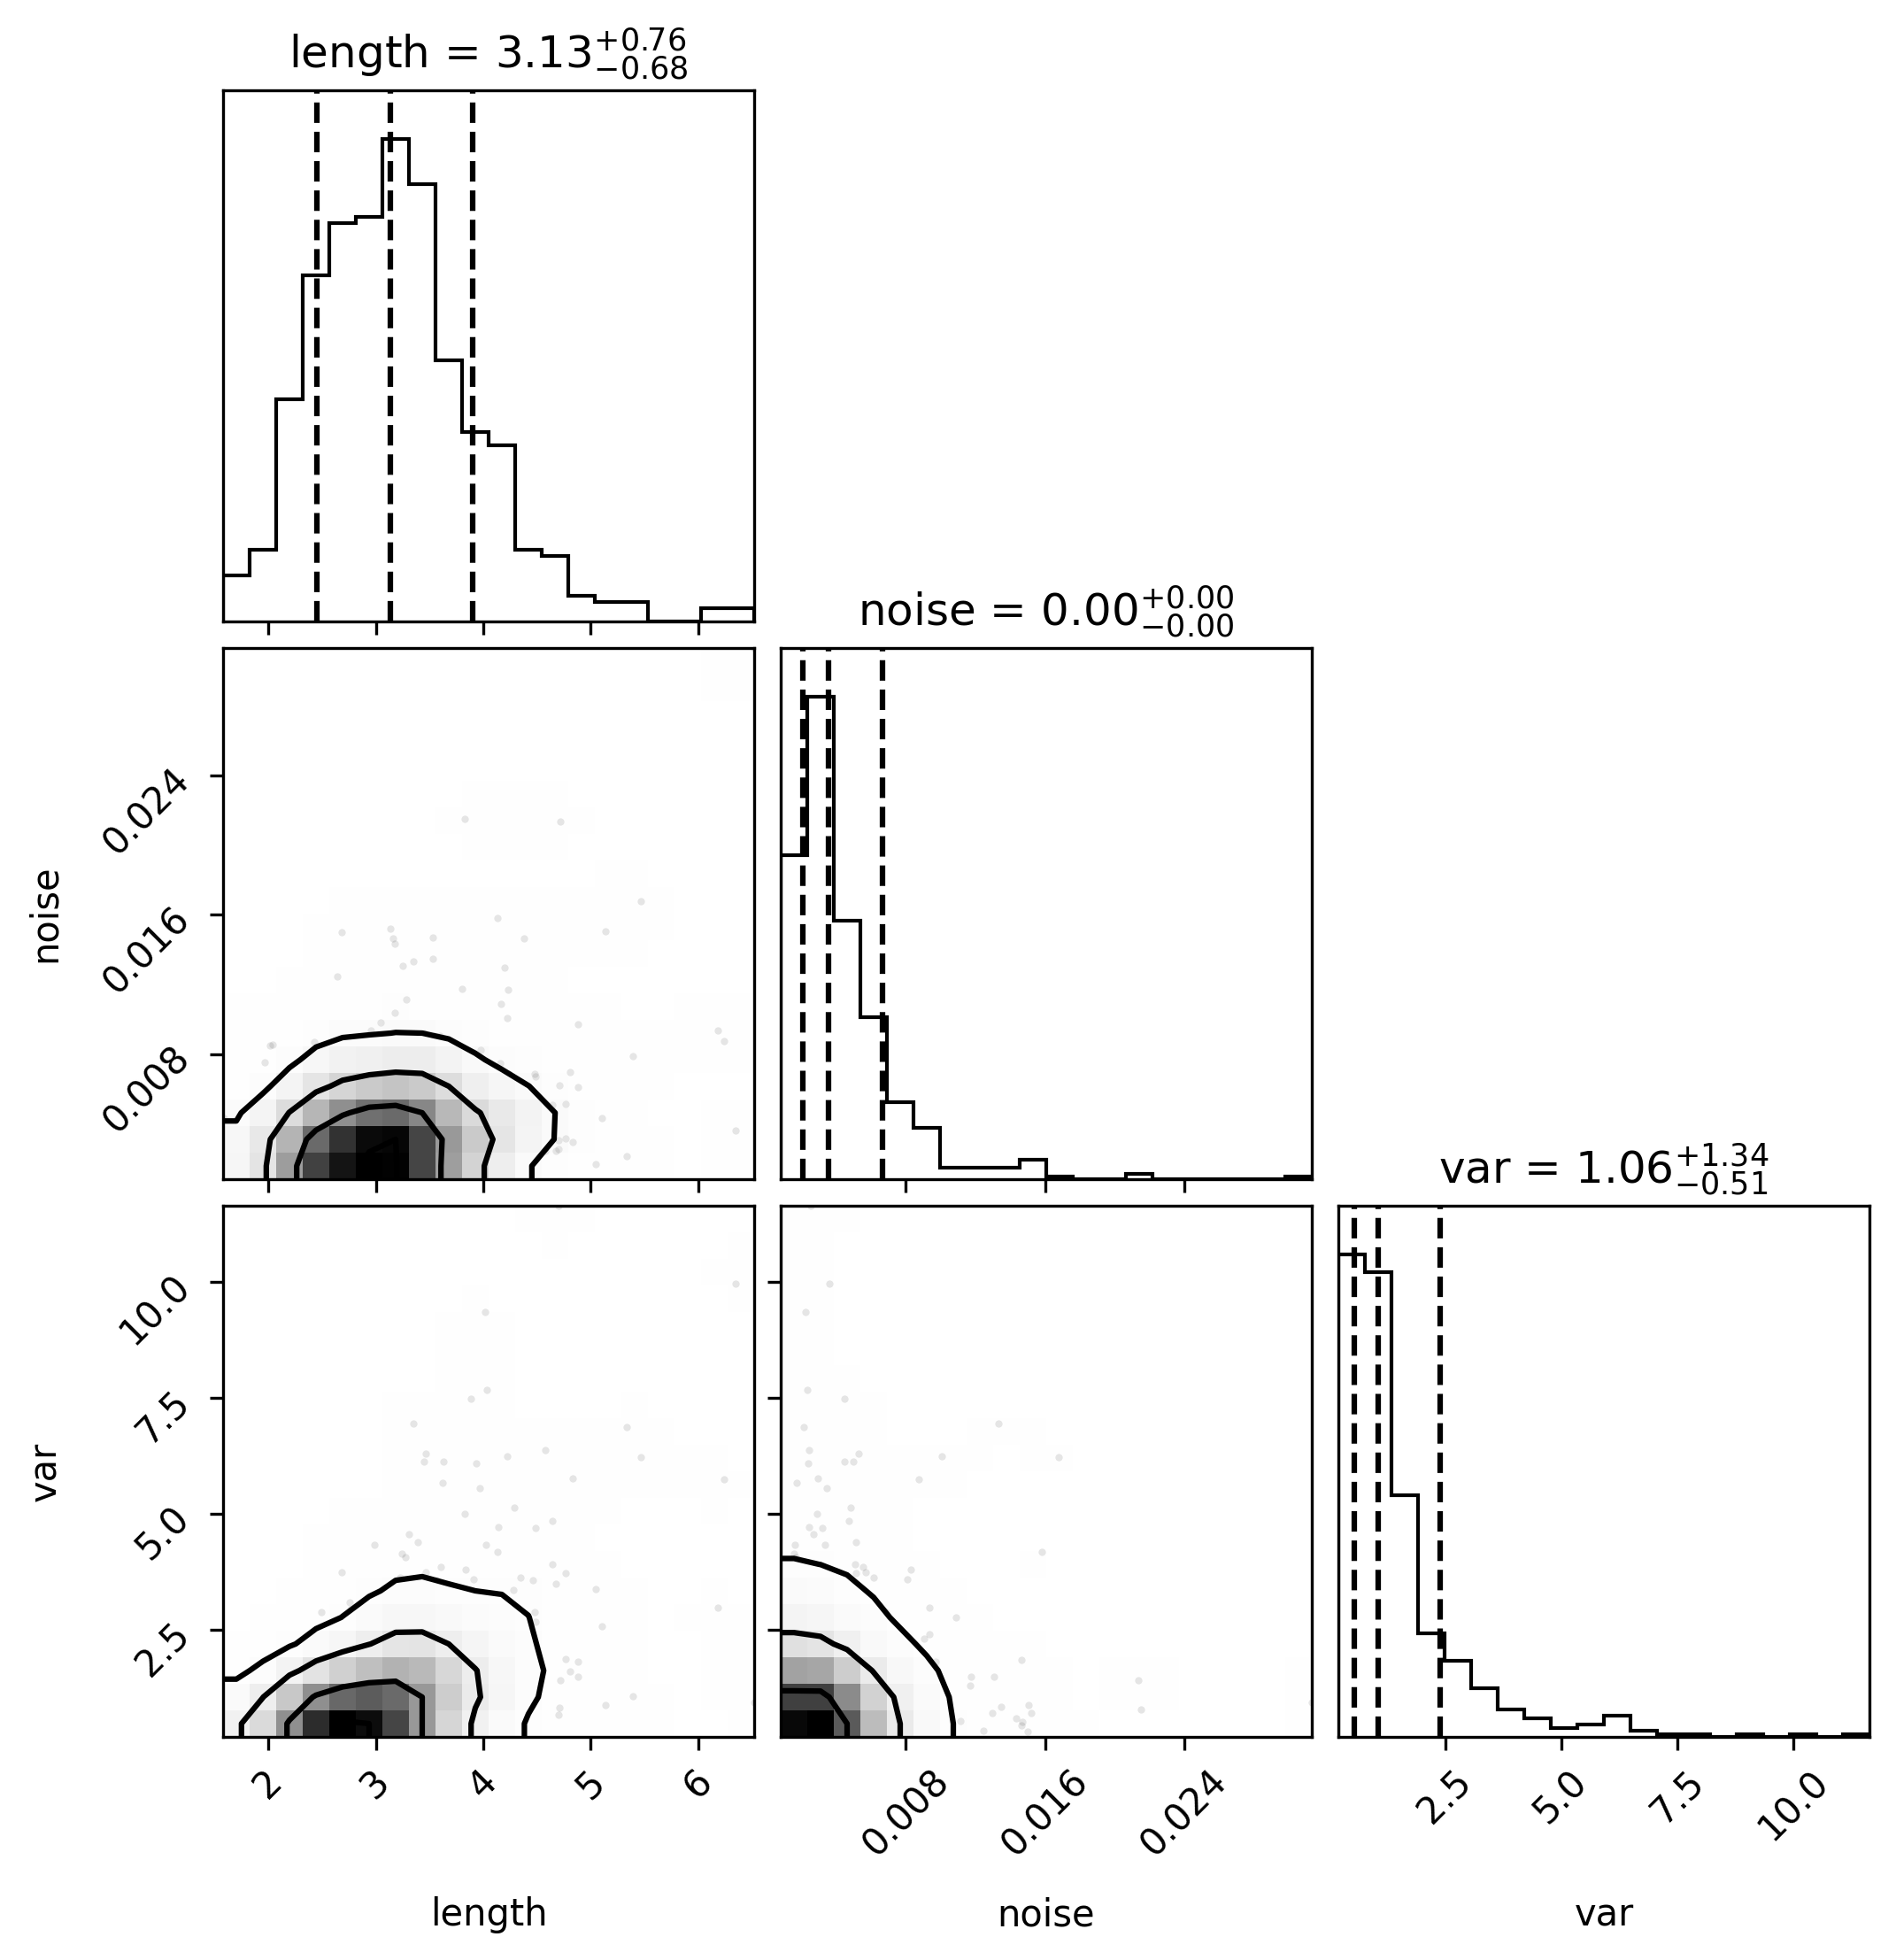 length = 3.13+0.76−0.68
noise = 0.00+0.00−0.00
0.024
0.016
0.008
noise
var = 1.06+1.34−0.51
10.0
7.5
5.0
2.5
var
2 3 4 5 6
0.008 0.016 0.024
2.5 5.0 7.5 10.0
length
noise
var